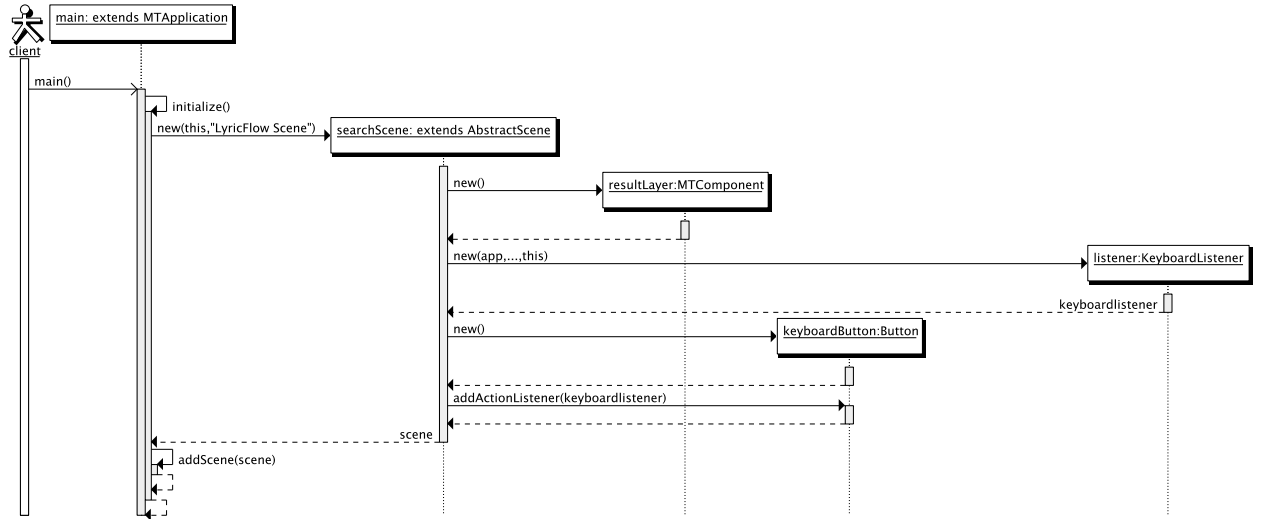 main: extends MTApplication
client
main()
initialize()
new(this,"LyricFlow Scene")
searchScene: extends AbstractScene
new()
resultLayer:MTComponent
new(app,...,this)
listener:KeyboardListener
keyboardlistener
new()
keyboardButton:Button
addActionListener(keyboardlistener)
scene
addScene(scene)